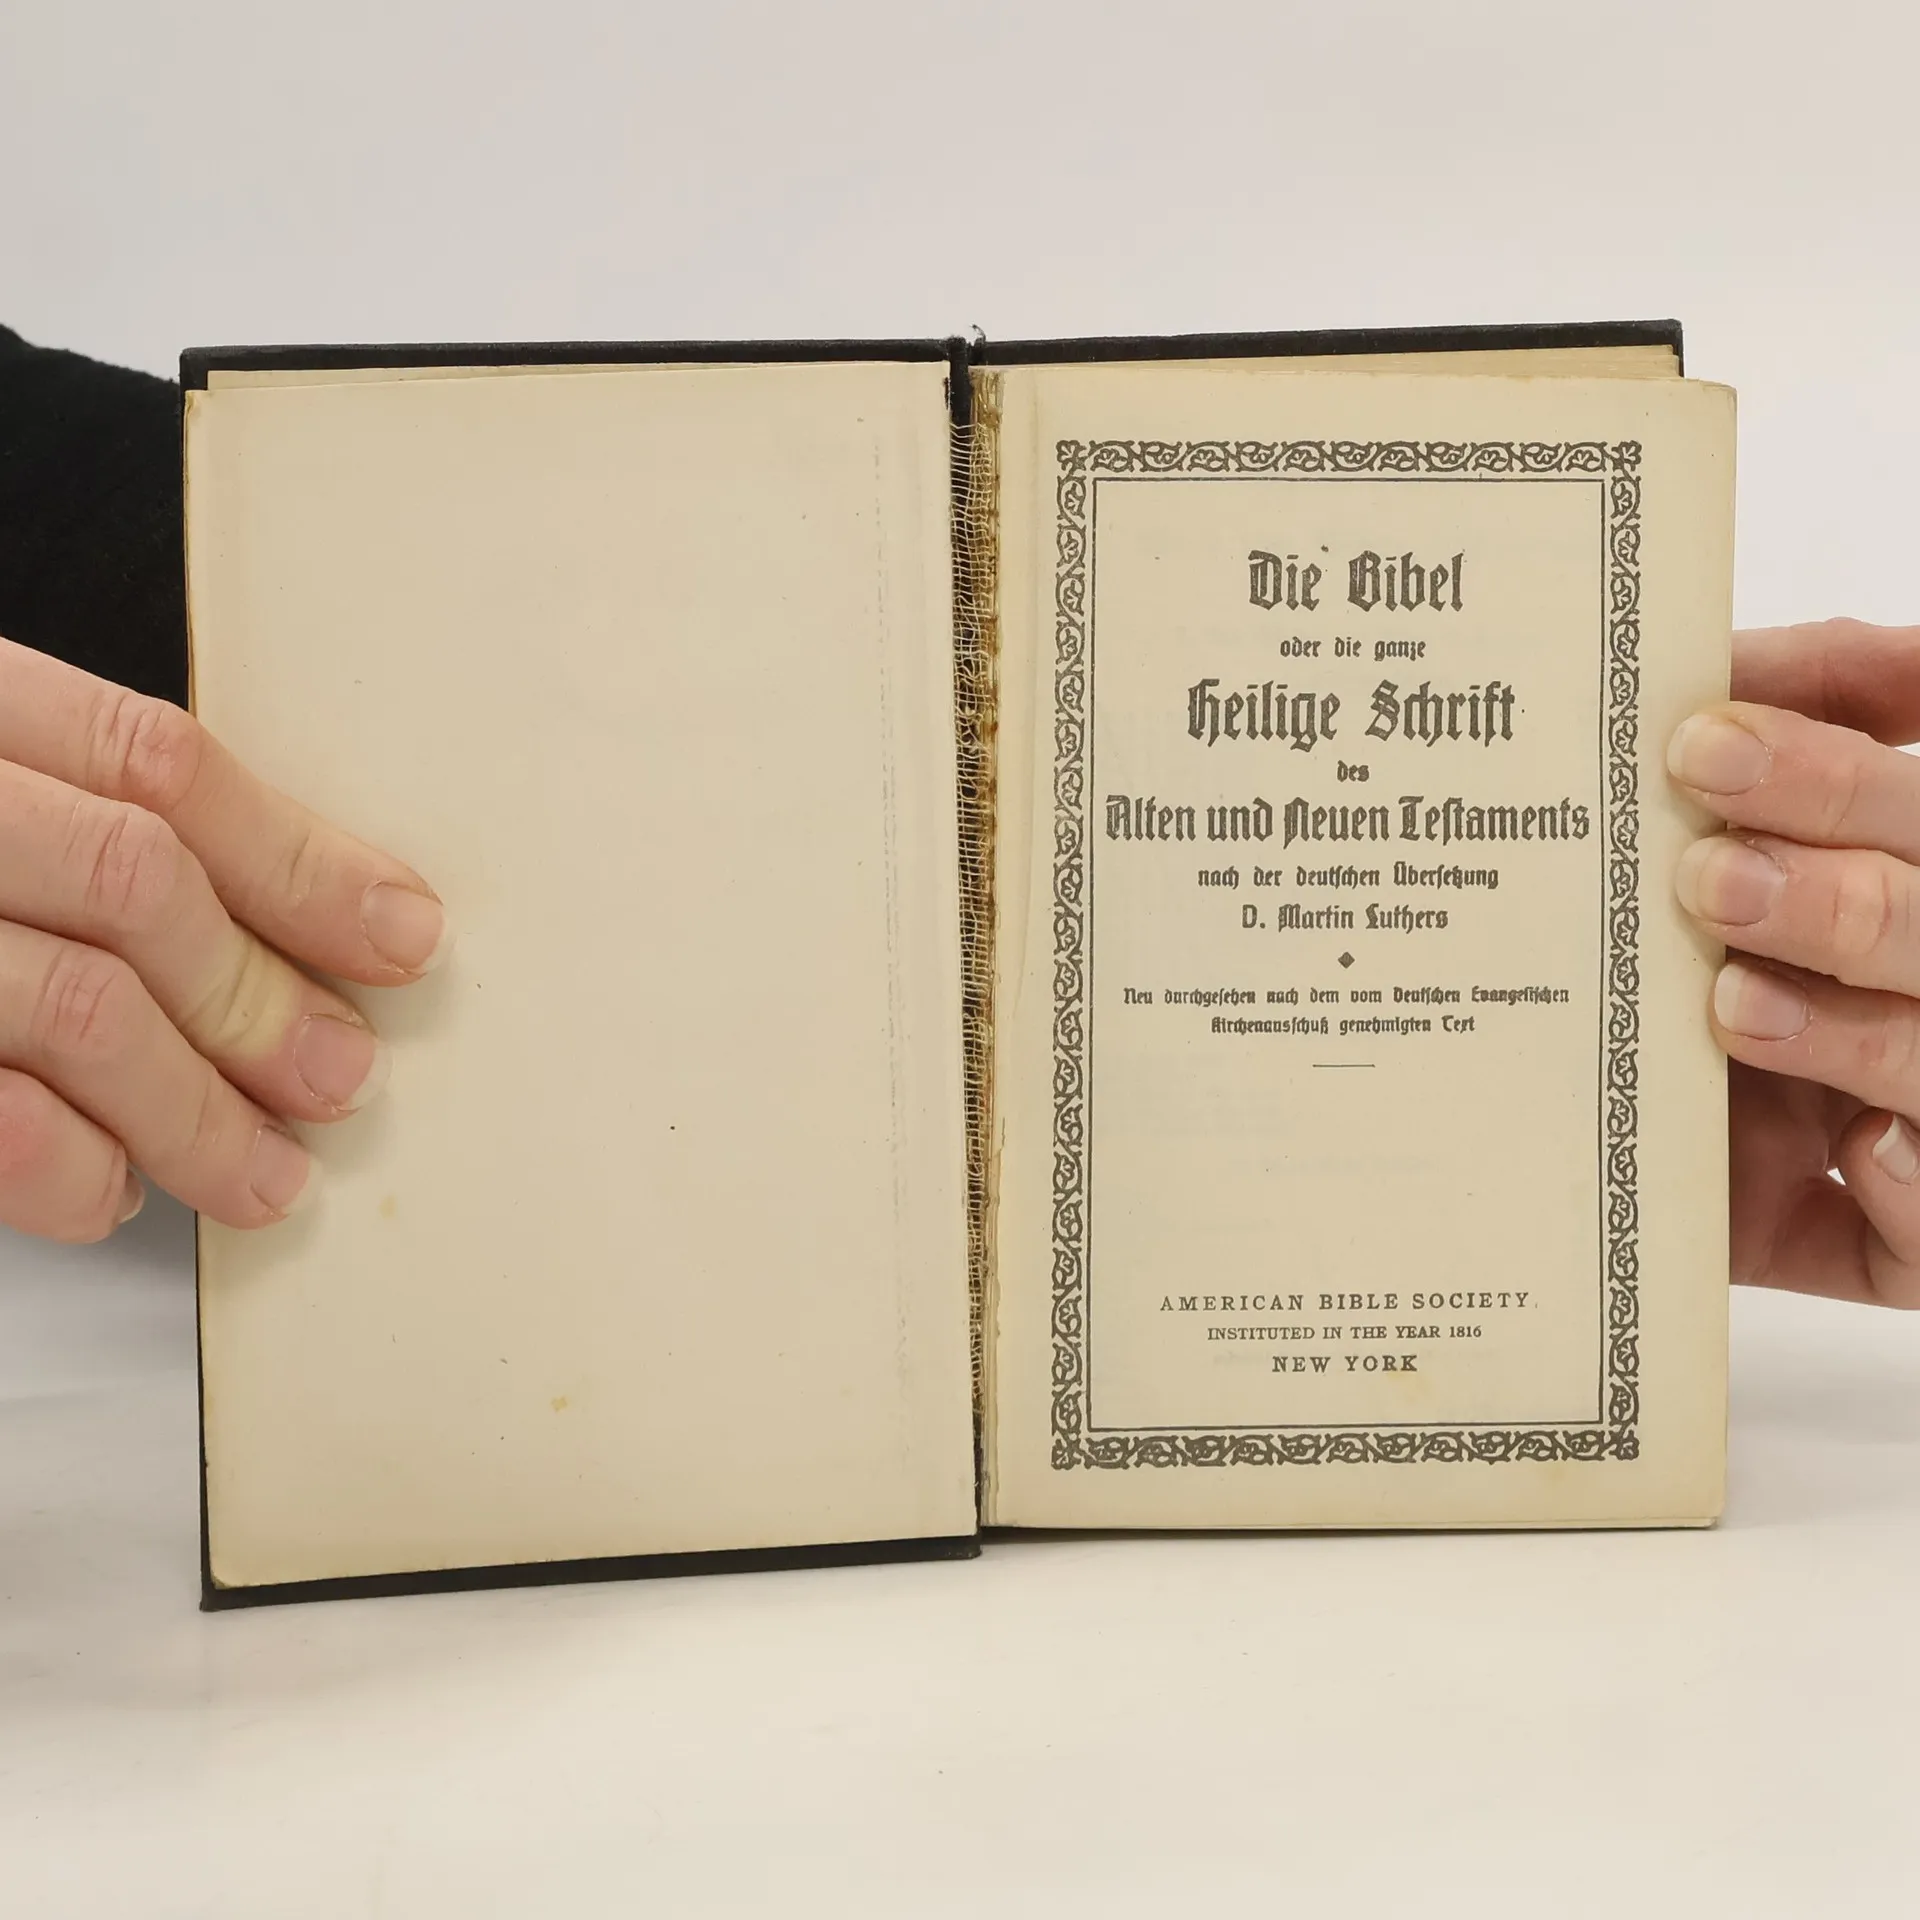 Die Bibel
oder die ganze
Heilige Schrift
des
Alten und Neuen Testaments
nach der deutschen Übersetzung
D. Martin Luthers
Neu durchgesehen nach dem vom Deutschen Evangelischen
Kirchenausschuß genehmigten Text
AMERICAN BIBLE SOCIETY
INSTITUTED IN THE YEAR 1816
NEW YORK